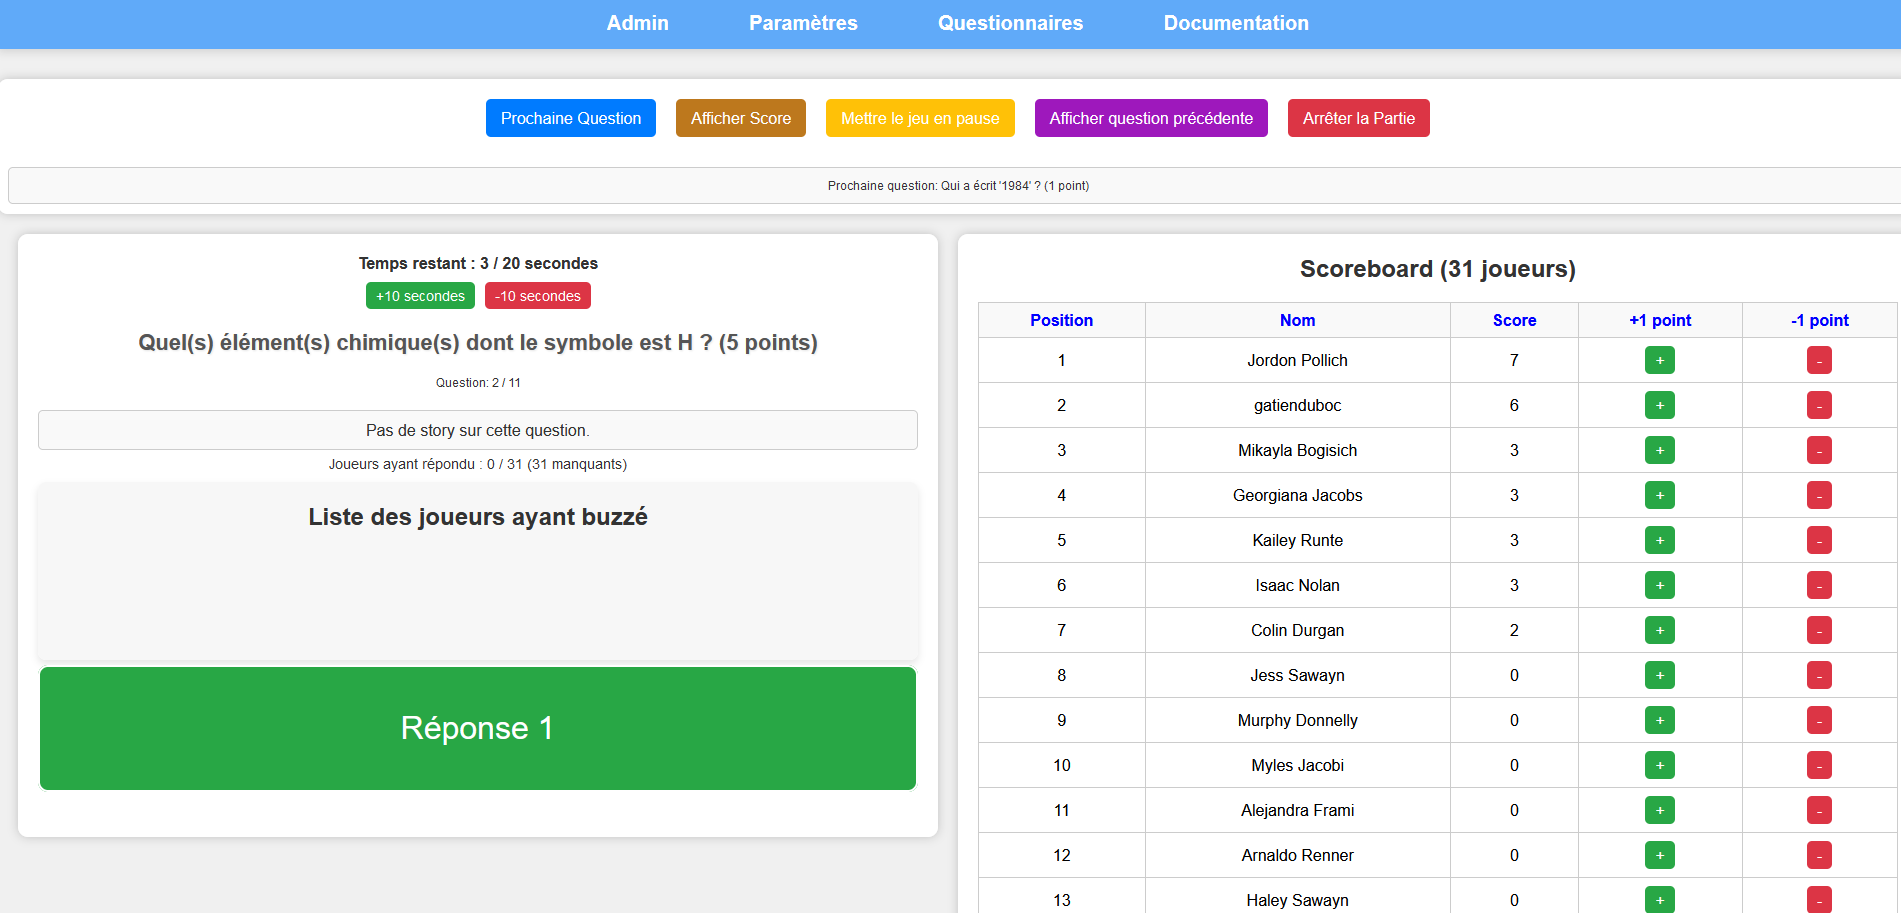 Admin Paramètres Questionnaires Documentation
Prochaine Question Afficher Score Mettre le jeu en pause Afficher question précédente Arrêter la Partie
Prochaine question: Qui a écrit '1984' ? (1 point)
Temps restant : 3 / 20 secondes
+10 secondes -10 secondes
Quel(s) élément(s) chimique(s) dont le symbole est H ? (5 points)
Question: 2 / 11
Pas de story sur cette question.
Joueurs ayant répondu : 0 / 31 (31 manquants)
Liste des joueurs ayant buzzé
Réponse 1
Scoreboard (31 joueurs)
Position Nom Score +1 point -1 point
1 Jordon Pollich 7 + -
2 gatienduboc 6 + -
3 Mikayla Bogisich 3 + -
4 Georgiana Jacobs 3 + -
5 Kailey Runte 3 + -
6 Isaac Nolan 3 + -
7 Colin Durgan 2 + -
8 Jess Sawayn 0 + -
9 Murphy Donnelly 0 + -
10 Myles Jacobi 0 + -
11 Alejandra Frami 0 + -
12 Arnaldo Renner 0 + -
13 Haley Sawayn 0 + -